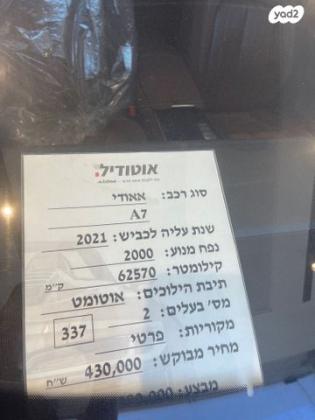 yad2
אוטודיל.
סוג רכב: אאודי
A7
שנת עליה לכביש: 2021
נפח מנוע: 2000
קילומטר: 62570 ק"מ
תיבת הילוכים: אוטומט
מס' בעלים: 2
מקוריות: פרטי 337
מחיר מבוקש: 430,000 ש"ח
מבצע: